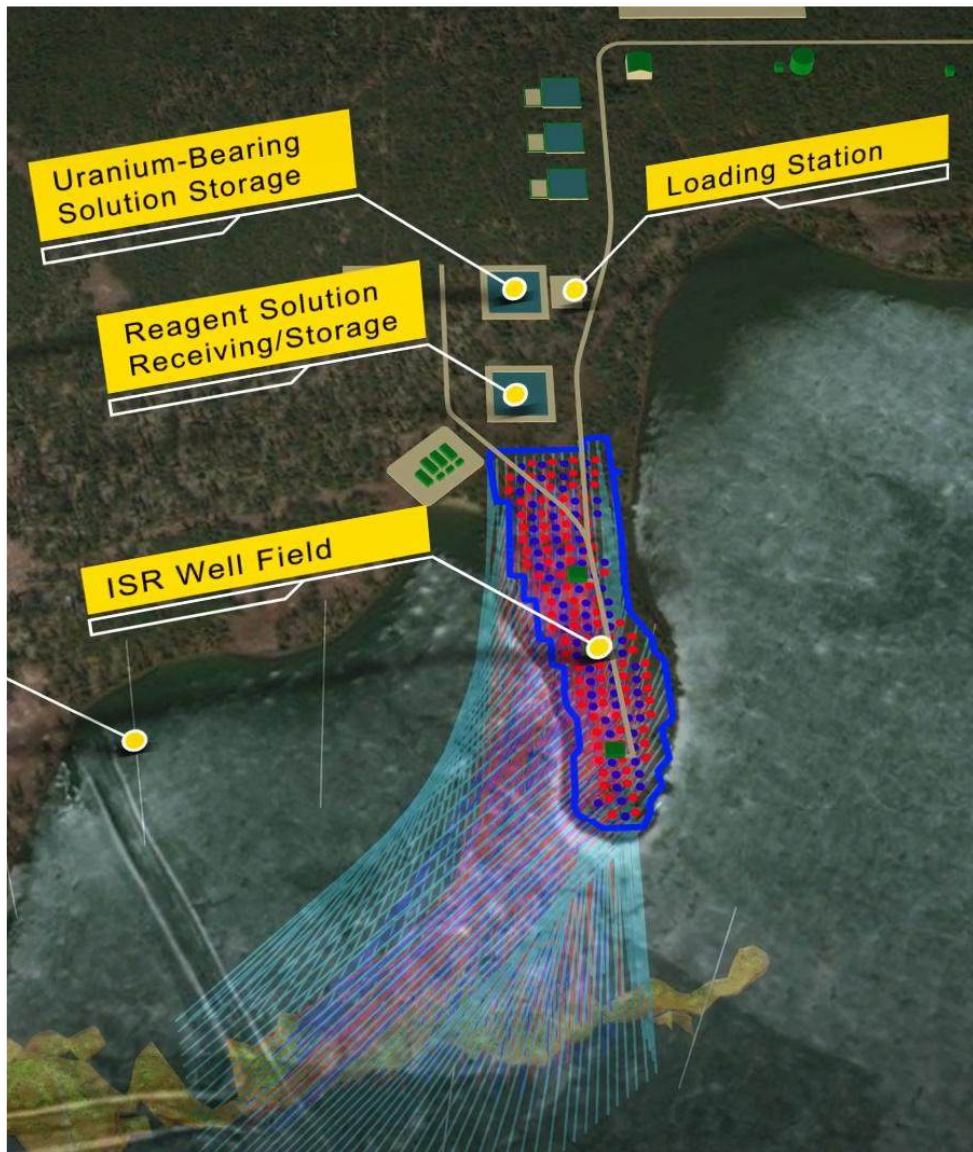 Uranium-Bearing
Solution Storage
Loading Station
Reagent Solution
Receiving/Storage
ISR Well Field